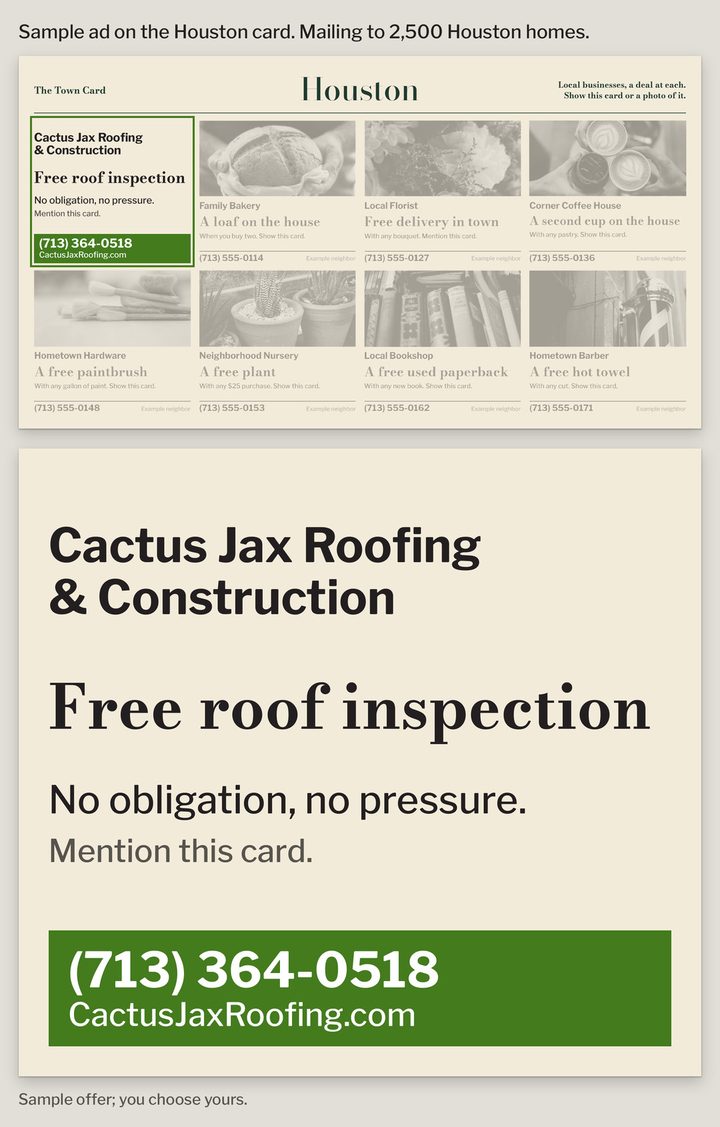 Sample ad on the Houston card. Mailing to 2,500 Houston homes.
The Town Card
Houston
Local businesses, a deal at each.
Show this card or a photo of it.
Cactus Jax Roofing
& Construction
Free roof inspection
No obligation, no pressure.
Mention this card.
(713) 364-0518
CactusJaxRoofing.com
Family Bakery
A loaf on the house
When you buy two. Show this card.
(713) 555-0114
Example neighbor
Local Florist
Free delivery in town
With any bouquet. Mention this card.
(713) 555-0127
Example neighbor
Corner Coffee House
A second cup on the house
With any pastry. Show this card.
(713) 555-0136
Example neighbor
Hometown Hardware
A free paintbrush
With any gallon of paint. Show this card.
(713) 555-0148
Example neighbor
Neighborhood Nursery
A free plant
With any $25 purchase. Show this card.
(713) 555-0153
Example neighbor
Local Bookshop
A free used paperback
With any new book. Show this card.
(713) 555-0162
Example neighbor
Hometown Barber
A free hot towel
With any cut. Show this card.
(713) 555-0171
Example neighbor
Cactus Jax Roofing
& Construction
Free roof inspection
No obligation, no pressure.
Mention this card.
(713) 364-0518
CactusJaxRoofing.com
Sample offer; you choose yours.